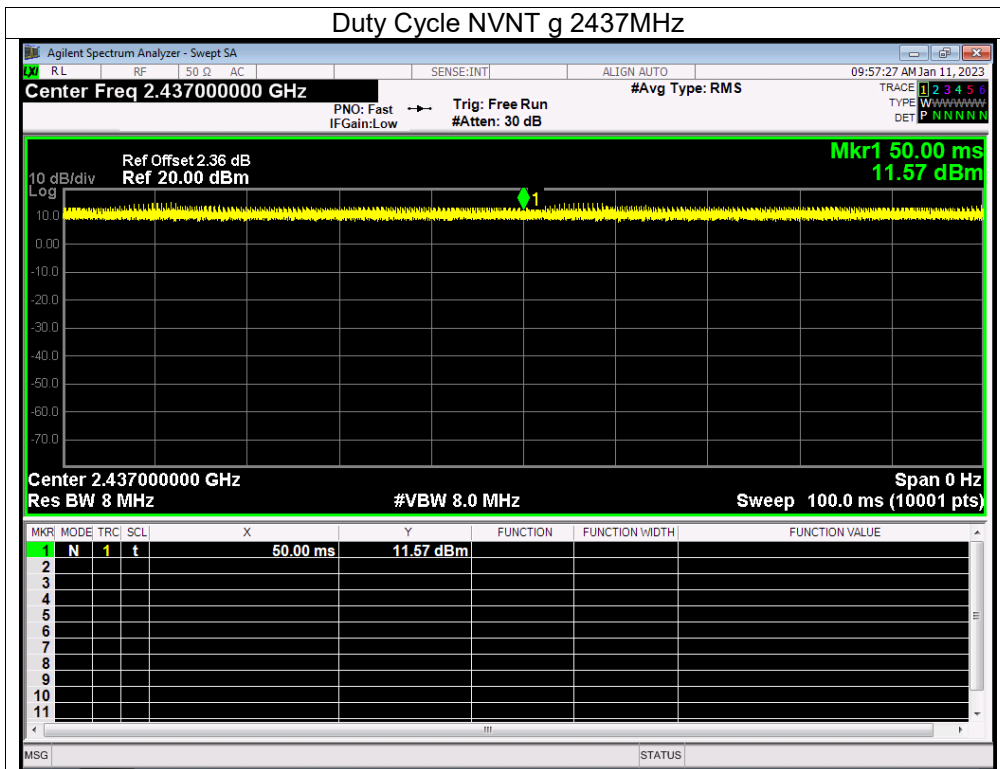 Duty Cycle NVNT g 2437MHz
Agilent Spectrum Analyzer - Swept SA
LXI RL RF 50 Ω AC SENSE:INT ALIGN AUTO 09:57:27 AM Jan 11, 2023
Center Freq 2.437000000 GHz #Avg Type: RMS TRACE 1 2 3 4 5 6
PNO: Fast Trig: Free Run TYPE WWWWWW
IFGain:Low #Atten: 30 dB DET P N N N N N
Mkr1 50.00 ms
11.57 dBm
Ref Offset 2.36 dB
10 dB/div Ref 20.00 dBm
Log
1
10.0
0.00
-10.0
-20.0
-30.0
-40.0
-50.0
-60.0
-70.0
Center 2.437000000 GHz Span 0 Hz
Res BW 8 MHz #VBW 8.0 MHz Sweep 100.0 ms (10001 pts)
MKR MODE TRC SCL X Y FUNCTION FUNCTION WIDTH FUNCTION VALUE
1 N 1 t 50.00 ms 11.57 dBm
2
3
4
5
6
7
8
9
10
11
MSG STATUS